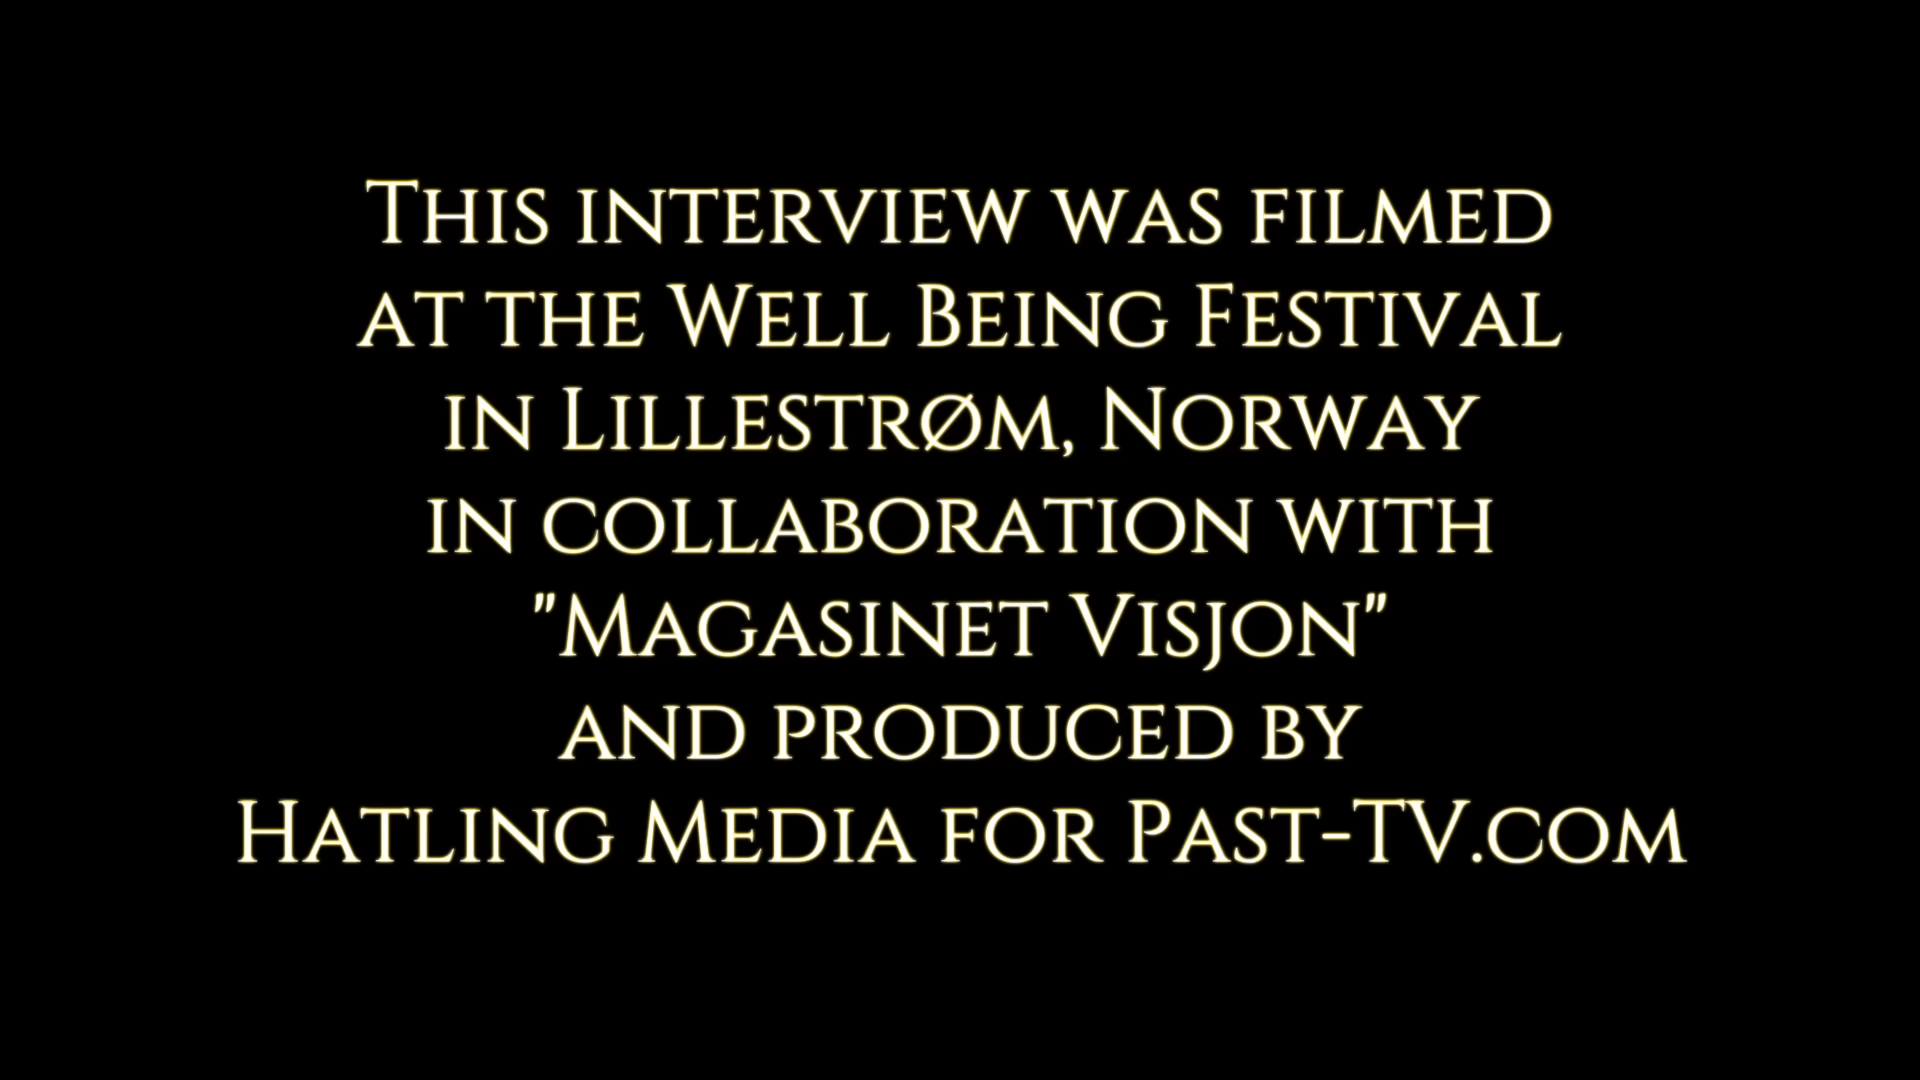 This interview was filmed
at the Well Being Festival
in Lillestrøm, Norway
in collaboration with
"Magasinet Visjon"
and produced by
Hatling Media for Past-TV.com